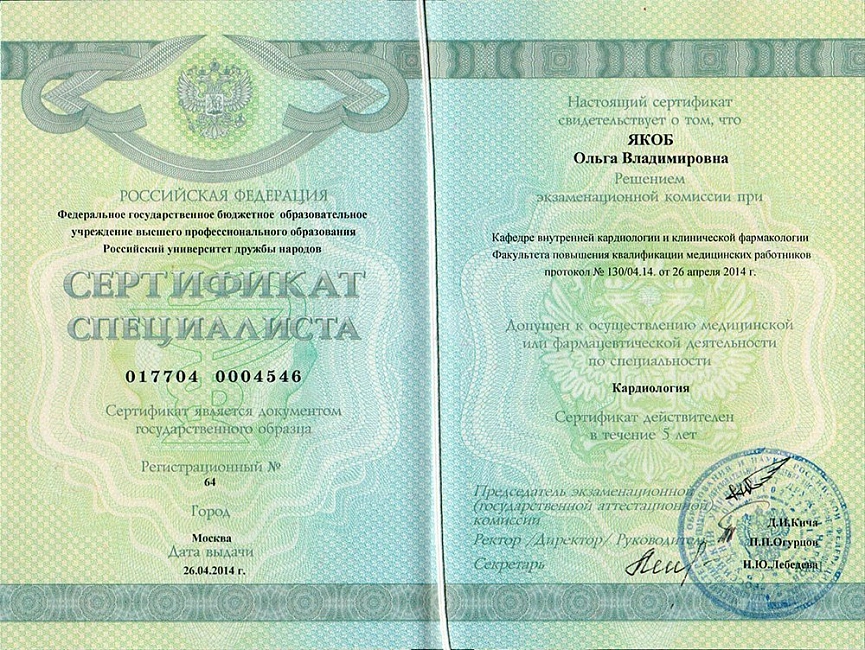 РОССИЙСКАЯ ФЕДЕРАЦИЯ
Федеральное государственное бюджетное образовательное
учреждение высшего профессионального образования
Российский университет дружбы народов
СЕРТИФИКАТ
СПЕЦИАЛИСТА
017704 0004546
Сертификат является документом
государственного образца
Регистрационный №
64
Город
Москва
Дата выдачи
26.04.2014 г.
Настоящий сертификат
свидетельствует о том, что
ЯКОБ
Ольга Владимировна
Решением
экзаменационной комиссии при
Кафедре внутренней кардиологии и клинической фармакологии
Факультета повышения квалификации медицинских работников
протокол № 130/04.14. от 26 апреля 2014 г.
Допущен к осуществлению медицинской
или фармацевтической деятельности
по специальности
Кардиология
Сертификат действителен
в течение 5 лет
Председатель экзаменационной
(государственной аттестационной)
комиссии
Д.И.Кича
Ректор /Директор/ Руководитель
П.П.Огурцов
Секретарь
Н.Ю.Лебедева